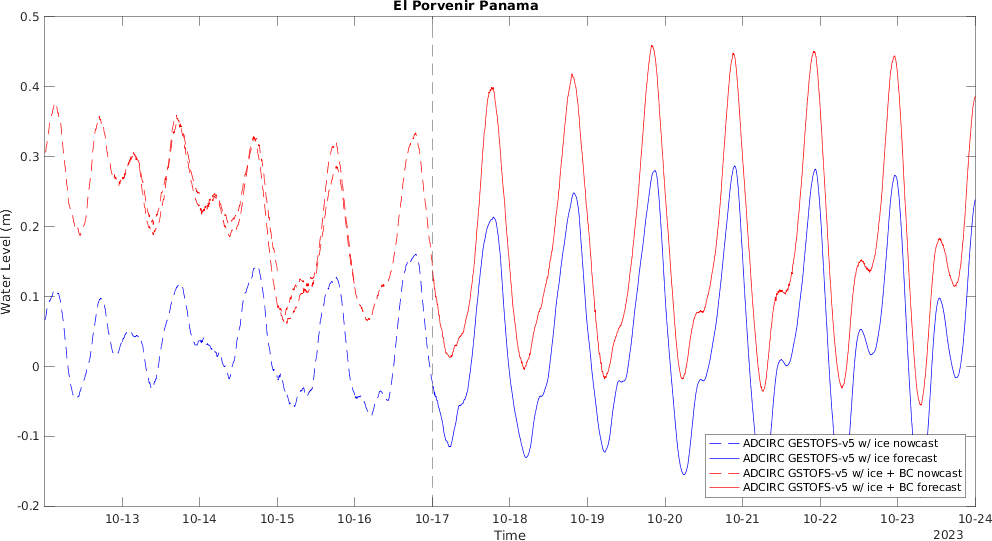 El Porvenir Panama
0.5
0.4
0.3
0.2
0.1
0
-0.1
-0.2
Water Level (m)
10-13 10-14 10-15 10-16 10-17 10-18 10-19 10-20 10-21 10-22 10-23 10-24
Time
2023
ADCIRC GESTOFS-v5 w/ ice nowcast
ADCIRC GESTOFS-v5 w/ ice forecast
ADCIRC GSTOFS-v5 w/ ice + BC nowcast
ADCIRC GSTOFS-v5 w/ ice + BC forecast